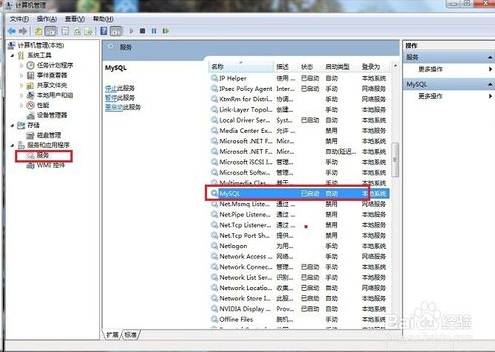 计算机管理
文件(F) 操作(A) 查看(V) 帮助(H)
计算机管理(本地)
系统工具
任务计划程序
事件查看器
共享文件夹
本地用户和组
性能
设备管理器
存储
磁盘管理
服务和应用程序
服务
WMI 控件
服务
MySQL
停止此服务
暂停此服务
重启动此服务
名称 描述 状态 启动类型 登录为
IP Helper 使用... 已启动 自动 本地系统
IPsec Policy Agent Inter... 手动 网络服务
KtmRm for Distri... 协调... 手动 网络服务
Link-Layer Topol... 创建... 手动 本地服务
Local Driver Ser... 已启动 自动 本地系统
Media Center Ex... 允许... 禁用 本地服务
Microsoft .NET F... Micr... 禁用 本地系统
Microsoft .NET F... Micr... 自动(延迟... 本地系统
Microsoft iSCSI I... 管理... 手动 本地系统
Microsoft Softw... 管理... 手动 本地系统
Multimedia Clas... 基于... 本地系统
MySQL 已启动 自动 本地系统
Net.Msmq Liste... 通过... 禁用 网络服务
Net.Pipe Listene... 通过... 禁用 本地服务
Net.Tcp Listener... 通过... 禁用 本地服务
Net.Tcp Port Sh... 提供... 禁用 本地服务
Netlogon 为用... 手动 本地系统
Network Access ... 网络... 手动 网络服务
Network Connec... 管理... 已启动 手动 本地系统
Network List Ser... 识别... 已启动 手动 本地服务
Network Locatio... 收集... 已启动 自动 网络服务
Network Store I... 此服... 已启动 自动 本地服务
NVIDIA Display ... Provi... 已启动 自动 本地系统
Offline Files 脱机... 已启动 自动 本地系统
扩展 标准
操作
服务
更多操作
MySQL
更多操作
Baidu 经验